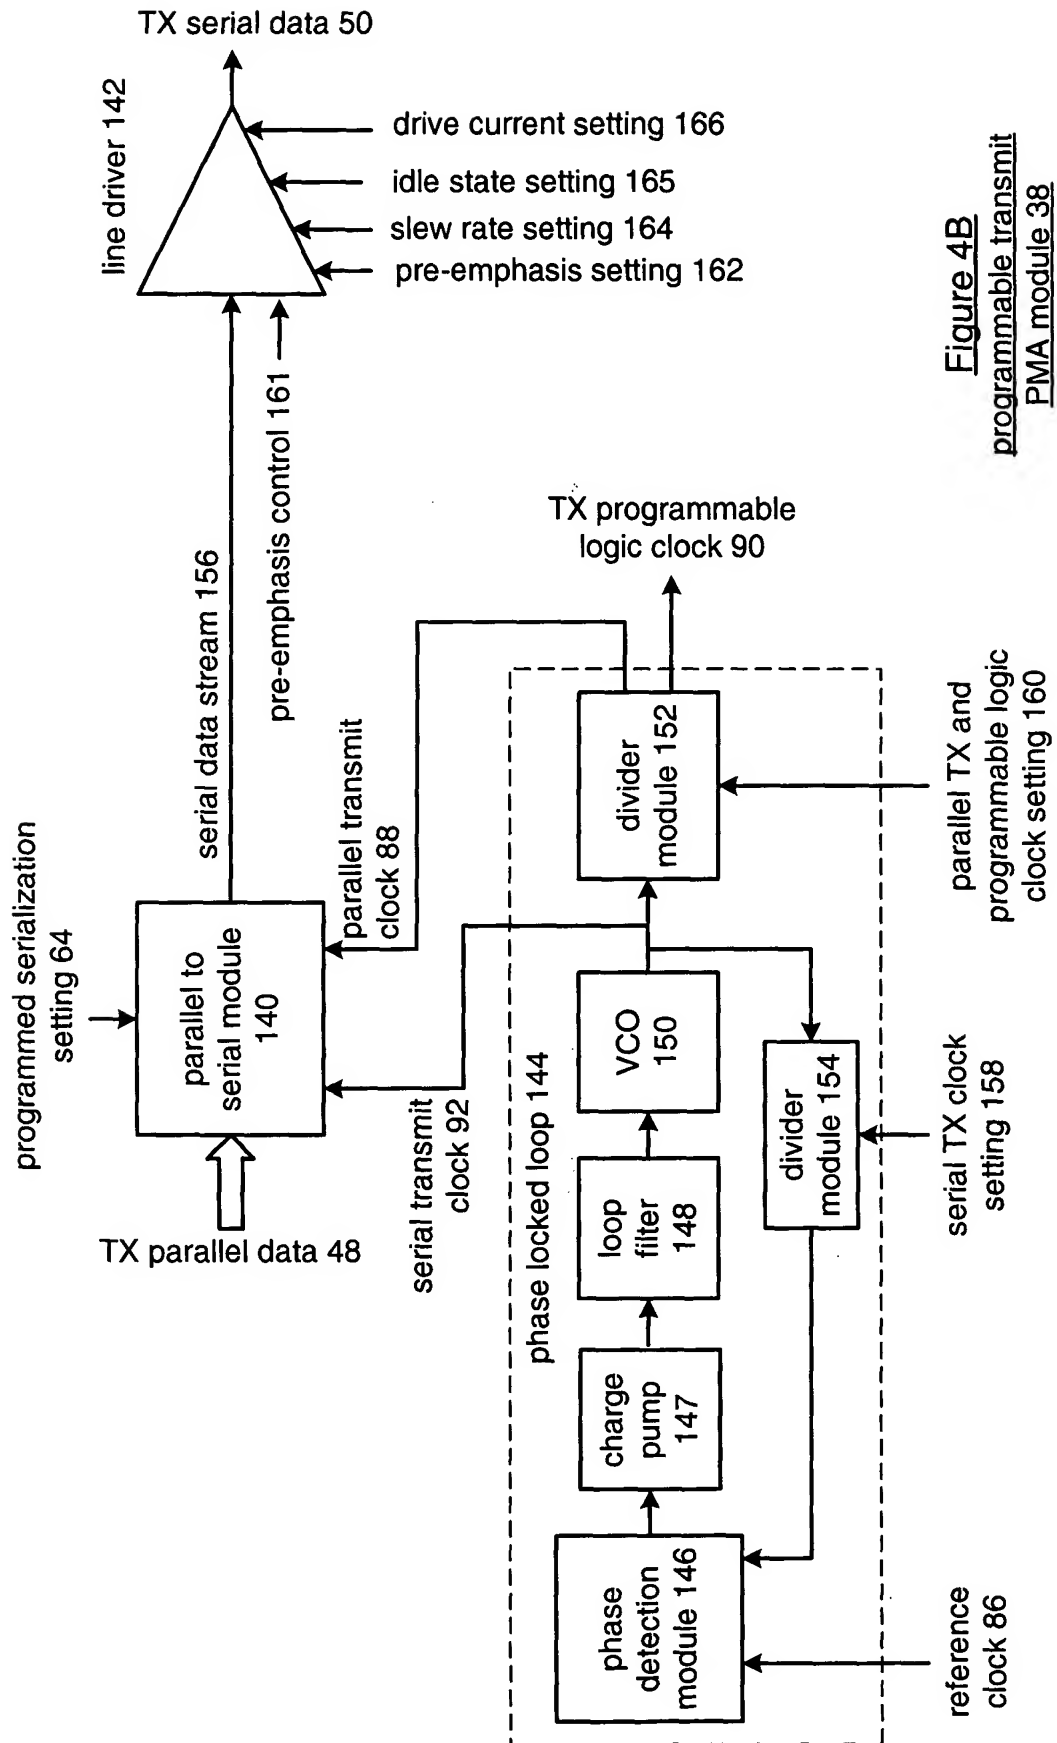 TX serial data 50
line driver 142
drive current setting 166
idle state setting 165
slew rate setting 164
pre-emphasis setting 162
serial data stream 156
pre-emphasis control 161
programmed serialization
setting 64
parallel to
serial module
140
TX parallel data 48
parallel transmit
clock 88
serial transmit
clock 92
TX programmable
logic clock 90
phase locked loop 144
phase
detection
module 146
charge
pump
147
loop
filter
148
VCO
150
divider
module 152
divider
module 154
reference
clock 86
serial TX clock
setting 158
parallel TX and
programmable logic
clock setting 160
Figure 4B
programmable transmit
PMA module 38